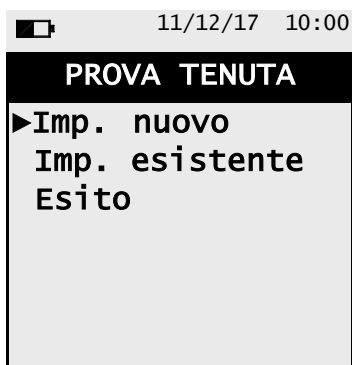 11/12/17 10:00
PROVA TENUTA
►Imp. nuovo
Imp. esistente
Esito